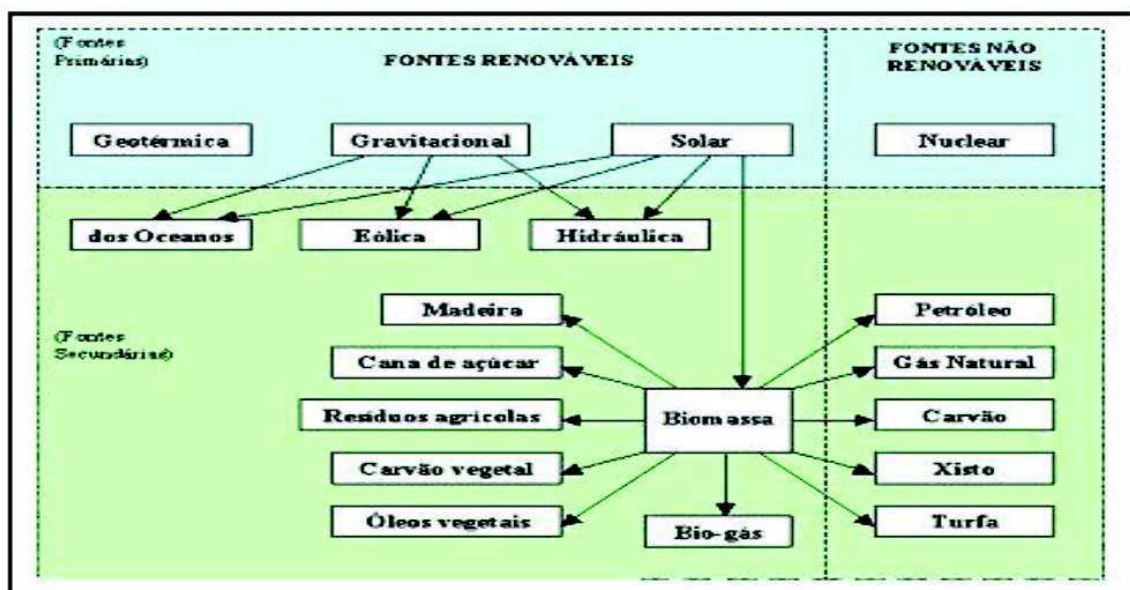 (Fontes
Primárias)
FONTES RENOVÁVEIS
FONTES NÃO
RENOVÁVEIS
Geotérmica
Gravitacional
Solar
Nuclear
dos Oceanos
Eólica
Hidráulica
(Fontes
Secundárias)
Madeira
Petróleo
Cana de açúcar
Gás Natural
Resíduos agrícolas
Biomassa
Carvão
Carvão vegetal
Xisto
Óleos vegetais
Bio-gás
Turfa